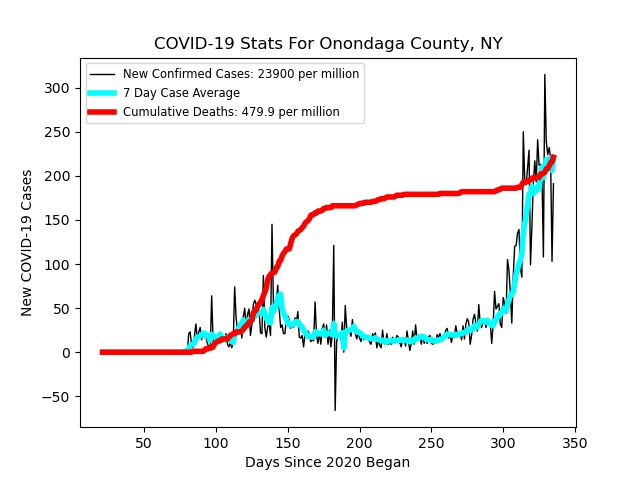 COVID-19 Stats For Onondaga County, NY
New Confirmed Cases: 23900 per million
7 Day Case Average
Cumulative Deaths: 479.9 per million
300
250
200
150
100
50
0
−50
New COVID-19 Cases
50 100 150 200 250 300 350
Days Since 2020 Began